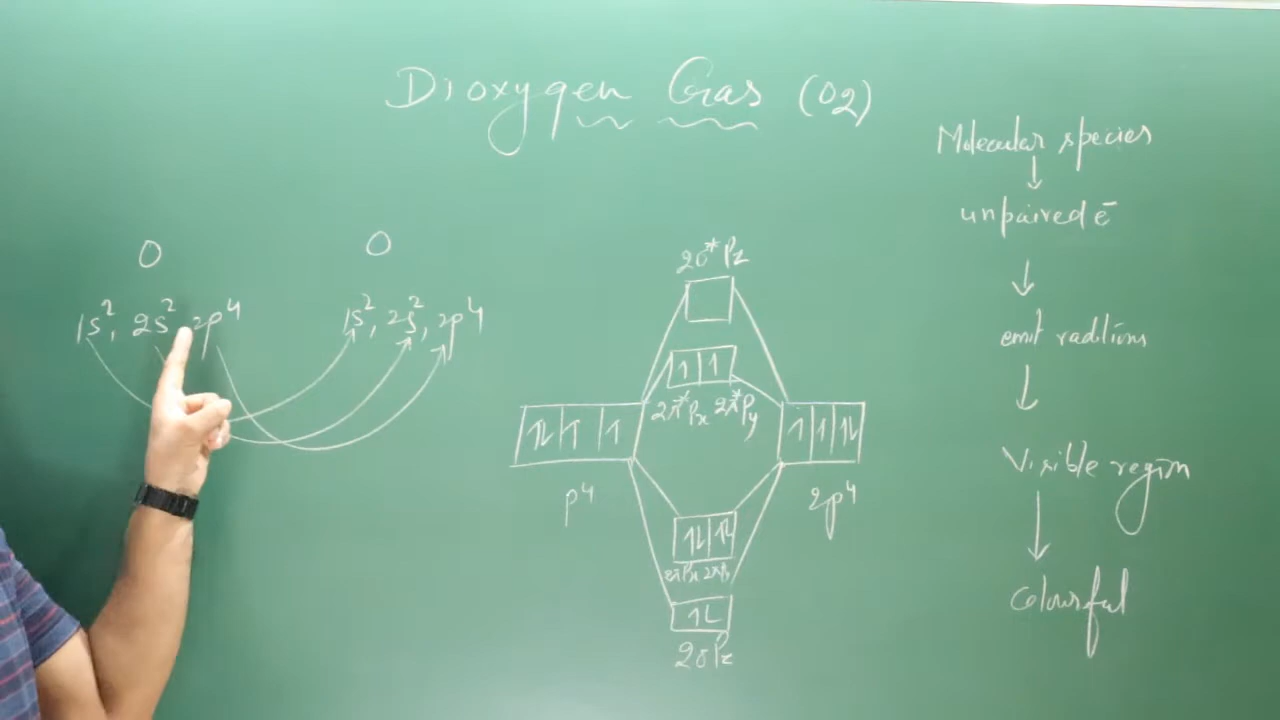 Dioxygen Gas (O2)
Molecular species
↓
unpaired e⁻
↓
emit radtions
↓
Visible region
↓
Colourful
O
O
1s², 2s², 2p⁴
1s², 2s², 2p⁴
2σ* Pz
↿ ↿
2π*Px 2π*Py
↿⇂ ↿ ↿
↿ ↿ ↿⇂
p⁴
2p⁴
↿⇂ ↿⇂
2πPx 2πPy
↿⇂
2σPz